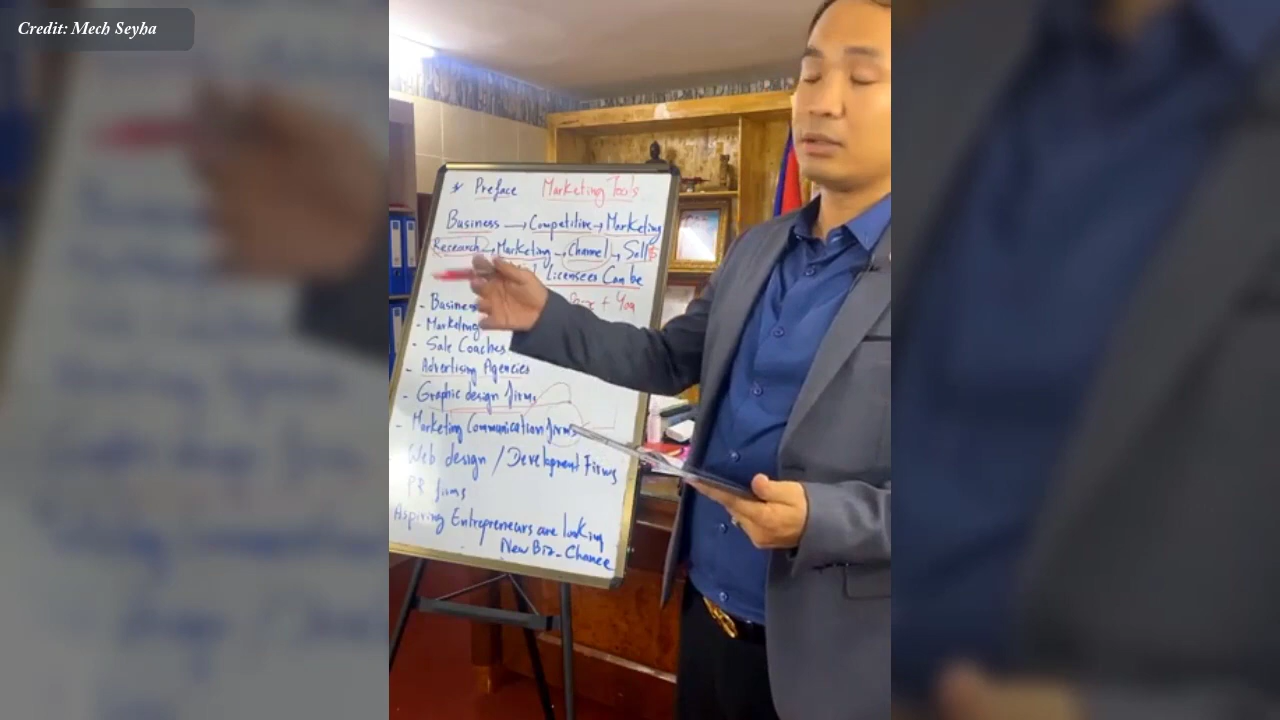 Credit: Mech Seyha
* Preface Marketing Tools
Business → Competitive → Marketing
Research → Marketing → Channel → Sell $
Licensees Can be
- Business
- Marketing
- Sale Coaches
- Advertising Agencies
- Graphic design firms
- Marketing Communication firms
Web design / Development Firms
PR firms
Aspiring Entrepreneurs are looking
New Biz-Chance